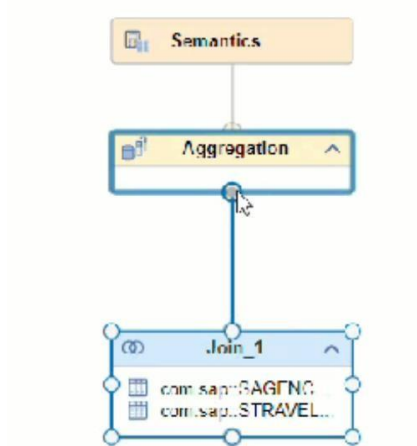 Semantics
Aggregation
Join_1
com.sap::SAGENC...
com.sap::STRAVEL...